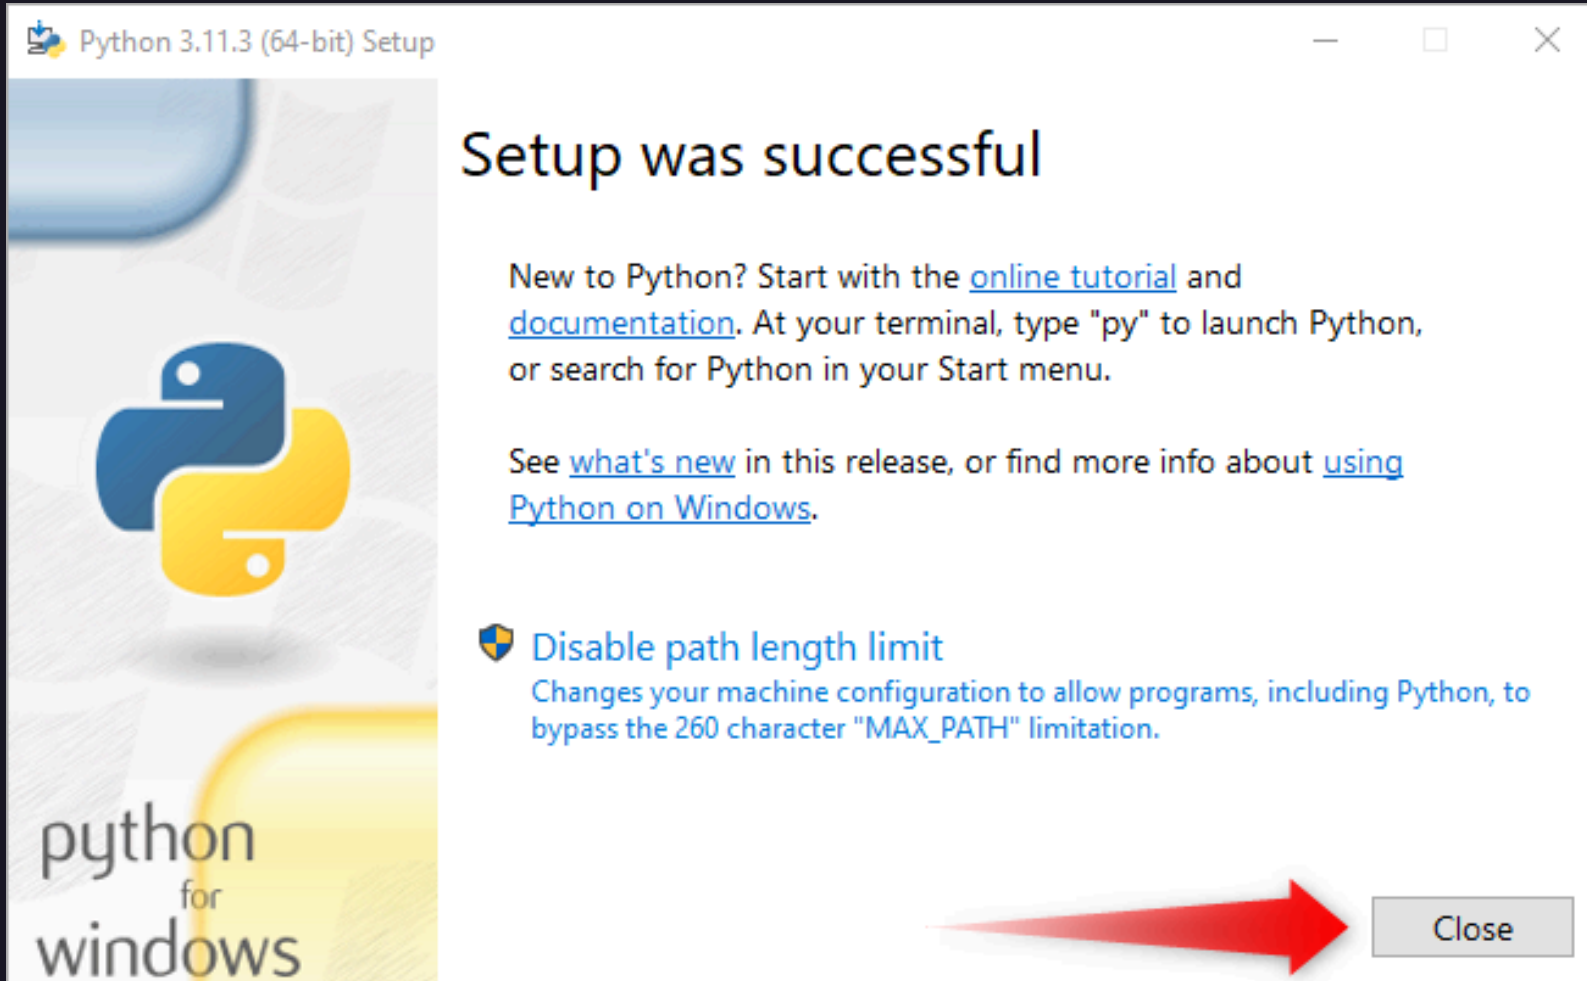 Python 3.11.3 (64-bit) Setup
Setup was successful
New to Python? Start with the online tutorial and
documentation. At your terminal, type "py" to launch Python,
or search for Python in your Start menu.
See what's new in this release, or find more info about using
Python on Windows.
Disable path length limit
Changes your machine configuration to allow programs, including Python, to
bypass the 260 character "MAX_PATH" limitation.
python
for
windows
Close